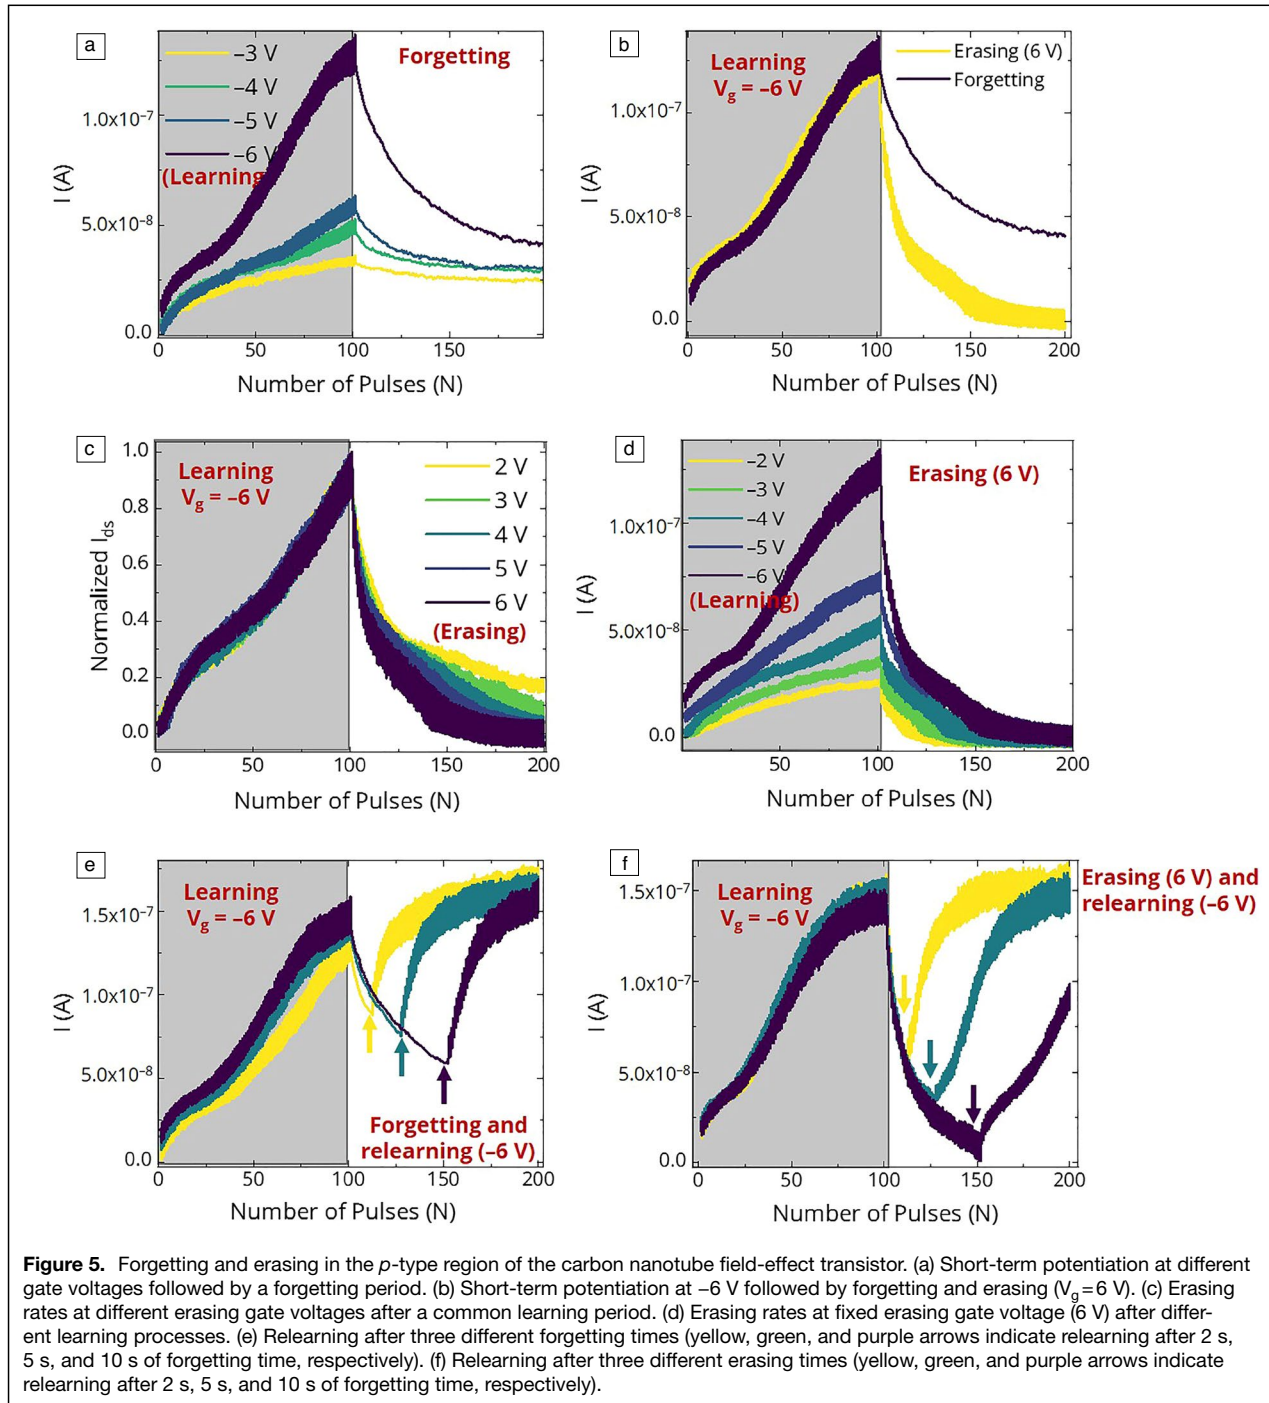 a
–3 V
–4 V
–5 V
–6 V
(Learning
Forgetting
1.0x10⁻⁷
5.0x10⁻⁸
0.0
I (A)
0 50 100 150
Number of Pulses (N)
b
Learning
Vg = –6 V
Erasing (6 V)
Forgetting
1.0x10⁻⁷
5.0x10⁻⁸
0.0
I (A)
0 50 100 150 200
Number of Pulses (N)
c
Learning
Vg = –6 V
2 V
3 V
4 V
5 V
6 V
(Erasing)
1.0
0.8
0.6
0.4
0.2
0.0
Normalized Ids
0 50 100 150 200
Number of Pulses (N)
d
–2 V
–3 V
–4 V
–5 V
–6 V
(Learning)
Erasing (6 V)
1.0x10⁻⁷
5.0x10⁻⁸
0.0
I (A)
50 100 150 200
Number of Pulses (N)
e
Learning
Vg = –6 V
Forgetting and
relearning (–6 V)
1.5x10⁻⁷
1.0x10⁻⁷
5.0x10⁻⁸
0.0
I (A)
0 50 100 150 200
Number of Pulses (N)
f
Learning
Vg = –6 V
Erasing (6 V) and
relearning (–6 V)
1.5x10⁻⁷
1.0x10⁻⁷
5.0x10⁻⁸
0.0
I (A)
0 50 100 150 200
Number of Pulses (N)
Figure 5. Forgetting and erasing in the p-type region of the carbon nanotube field-effect transistor. (a) Short-term potentiation at different
gate voltages followed by a forgetting period. (b) Short-term potentiation at –6 V followed by forgetting and erasing (Vg = 6 V). (c) Erasing
rates at different erasing gate voltages after a common learning period. (d) Erasing rates at fixed erasing gate voltage (6 V) after differ-
ent learning processes. (e) Relearning after three different forgetting times (yellow, green, and purple arrows indicate relearning after 2 s,
5 s, and 10 s of forgetting time, respectively). (f) Relearning after three different erasing times (yellow, green, and purple arrows indicate
relearning after 2 s, 5 s, and 10 s of forgetting time, respectively).